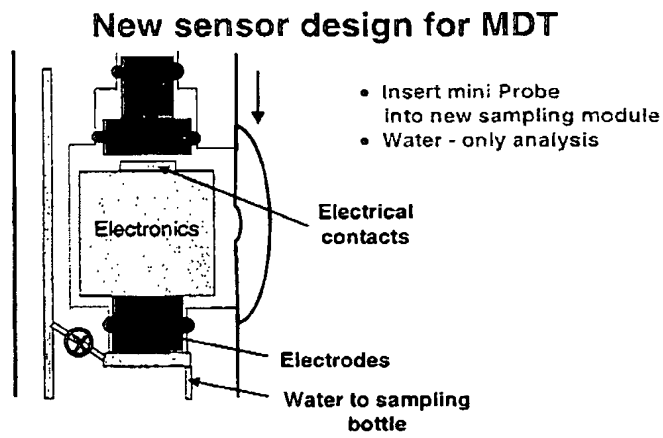 New sensor design for MDT
• Insert mini Probe
into new sampling module
• Water - only analysis
Electrical
contacts
Electronics
Electrodes
Water to sampling
bottle